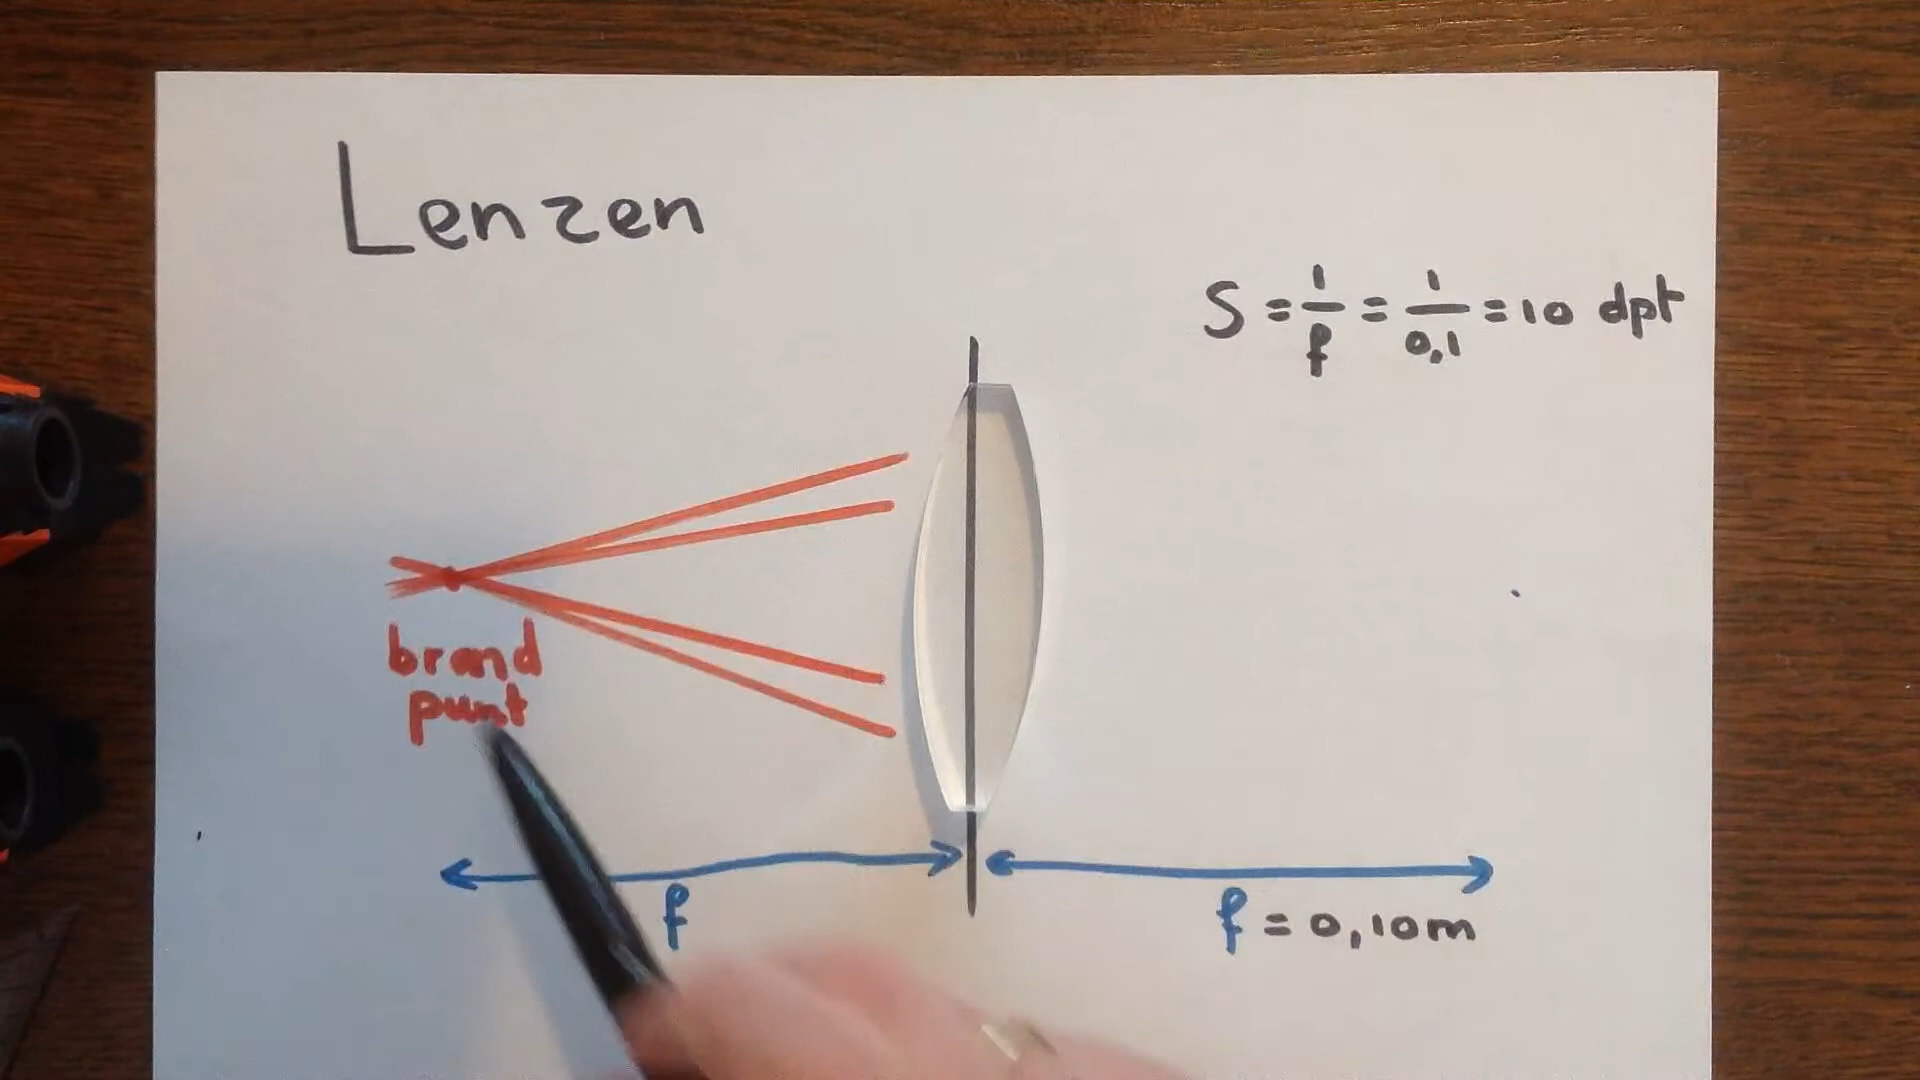 Lenzen
S = 1/f = 1/0,1 = 10 dpt
brand
punt
f
f = 0,10m